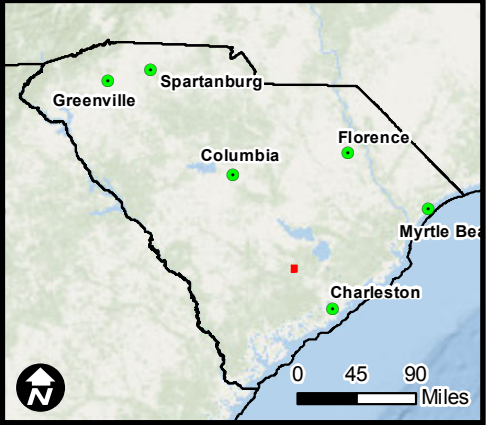 Spartanburg
Greenville
Florence
Columbia
Myrtle Bea
Charleston
0 45 90
Miles
N